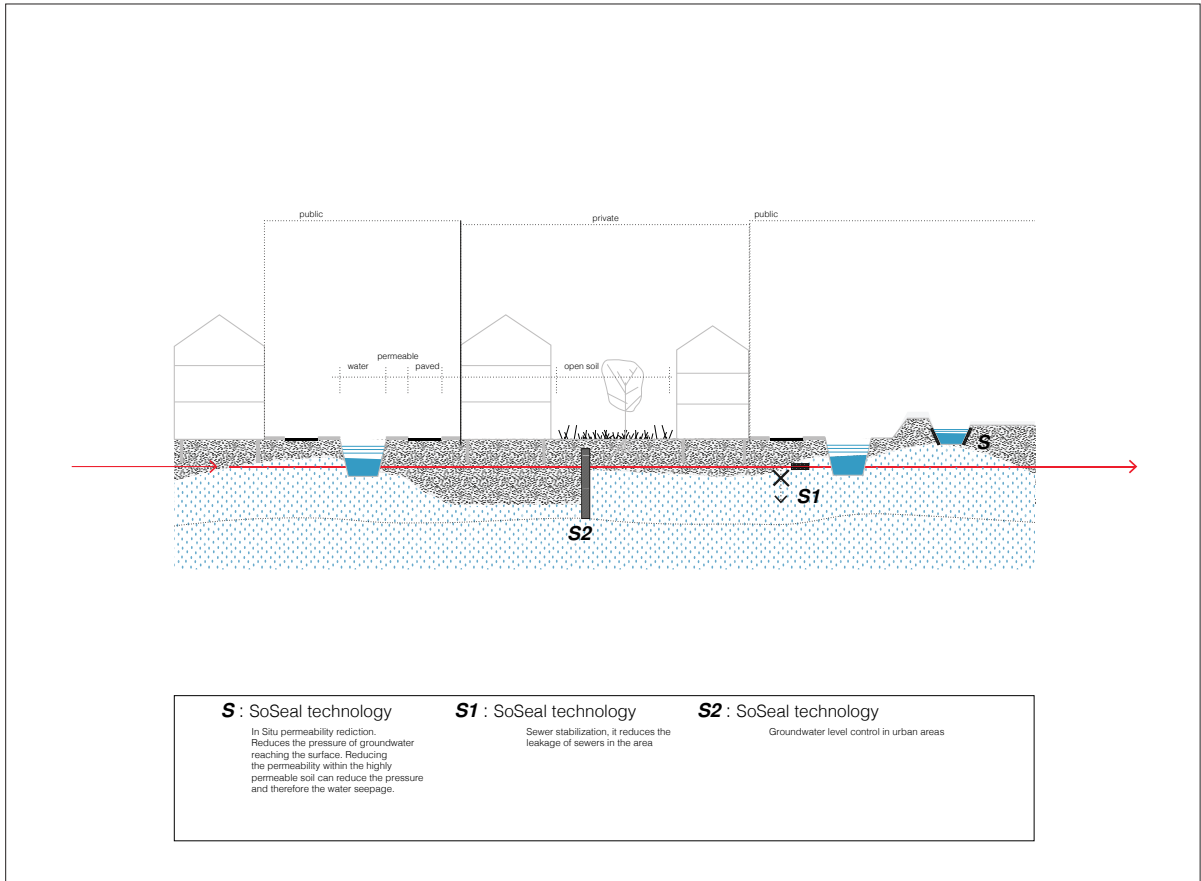 public
private
public
permeable
water
paved
open soil
S
S1
S2
S : SoSeal technology
In Situ permeability rediction.
Reduces the pressure of groundwater
reaching the surface. Reducing
the permeability within the highly
permeable soil can reduce the pressure
and therefore the water seepage.
S1 : SoSeal technology
Sewer stabilization, it reduces the
leakage of sewers in the area
S2 : SoSeal technology
Groundwater level control in urban areas